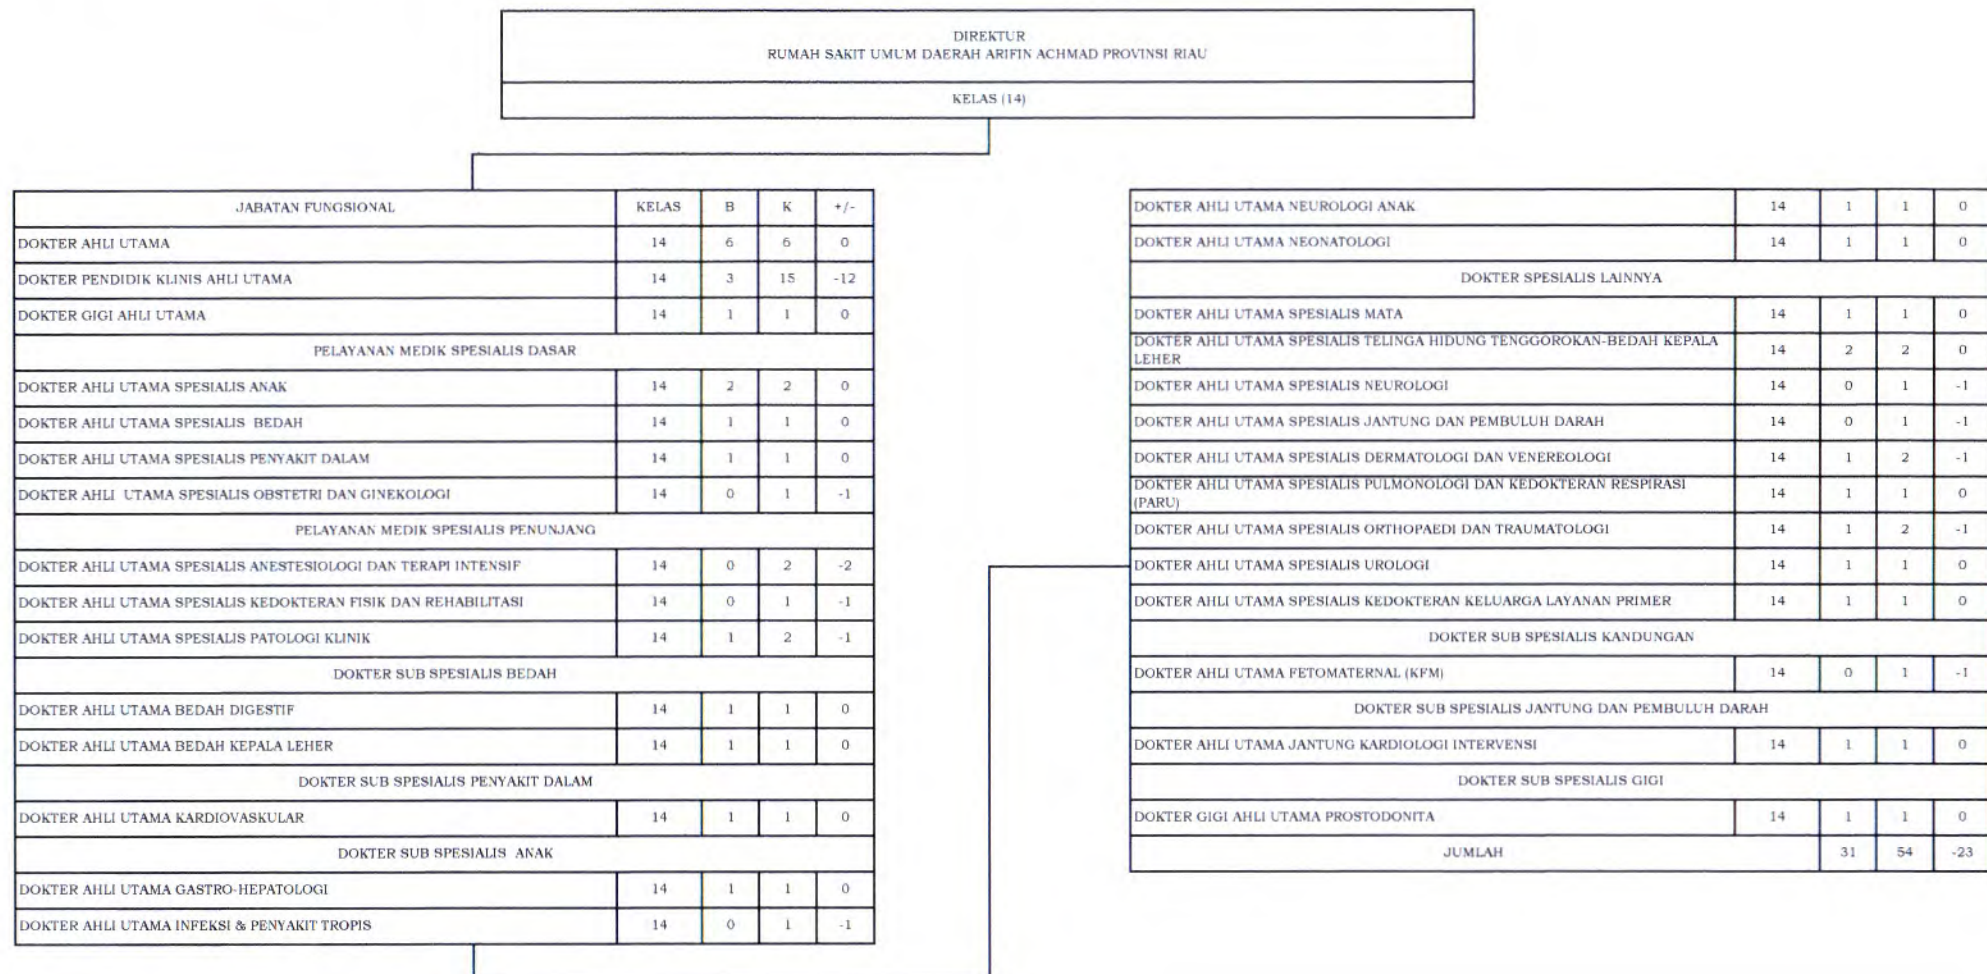 DIREKTUR
RUMAH SAKIT UMUM DAERAH ARIFIN ACHMAD PROVINSI RIAU
KELAS (14)
JABATAN FUNGSIONAL KELAS B K +/-
DOKTER AHLI UTAMA 14 6 6 0
DOKTER PENDIDIK KLINIS AHLI UTAMA 14 3 15 -12
DOKTER GIGI AHLI UTAMA 14 1 1 0
PELAYANAN MEDIK SPESIALIS DASAR
DOKTER AHLI UTAMA SPESIALIS ANAK 14 2 2 0
DOKTER AHLI UTAMA SPESIALIS BEDAH 14 1 1 0
DOKTER AHLI UTAMA SPESIALIS PENYAKIT DALAM 14 1 1 0
DOKTER AHLI UTAMA SPESIALIS OBSTETRI DAN GINEKOLOGI 14 0 1 -1
PELAYANAN MEDIK SPESIALIS PENUNJANG
DOKTER AHLI UTAMA SPESIALIS ANESTESIOLOGI DAN TERAPI INTENSIF 14 0 2 -2
DOKTER AHLI UTAMA SPESIALIS KEDOKTERAN FISIK DAN REHABILITASI 14 0 1 -1
DOKTER AHLI UTAMA SPESIALIS PATOLOGI KLINIK 14 1 2 -1
DOKTER SUB SPESIALIS BEDAH
DOKTER AHLI UTAMA BEDAH DIGESTIF 14 1 1 0
DOKTER AHLI UTAMA BEDAH KEPALA LEHER 14 1 1 0
DOKTER SUB SPESIALIS PENYAKIT DALAM
DOKTER AHLI UTAMA KARDIOVASKULAR 14 1 1 0
DOKTER SUB SPESIALIS ANAK
DOKTER AHLI UTAMA GASTRO-HEPATOLOGI 14 1 1 0
DOKTER AHLI UTAMA INFEKSI & PENYAKIT TROPIS 14 0 1 -1
DOKTER AHLI UTAMA NEUROLOGI ANAK 14 1 1 0
DOKTER AHLI UTAMA NEONATOLOGI 14 1 1 0
DOKTER SPESIALIS LAINNYA
DOKTER AHLI UTAMA SPESIALIS MATA 14 1 1 0
DOKTER AHLI UTAMA SPESIALIS TELINGA HIDUNG TENGGOROKAN-BEDAH KEPALA
LEHER 14 2 2 0
DOKTER AHLI UTAMA SPESIALIS NEUROLOGI 14 0 1 -1
DOKTER AHLI UTAMA SPESIALIS JANTUNG DAN PEMBULUH DARAH 14 0 1 -1
DOKTER AHLI UTAMA SPESIALIS DERMATOLOGI DAN VENEREOLOGI 14 1 2 -1
DOKTER AHLI UTAMA SPESIALIS PULMONOLOGI DAN KEDOKTERAN RESPIRASI
(PARU) 14 1 1 0
DOKTER AHLI UTAMA SPESIALIS ORTHOPAEDI DAN TRAUMATOLOGI 14 1 2 -1
DOKTER AHLI UTAMA SPESIALIS UROLOGI 14 1 1 0
DOKTER AHLI UTAMA SPESIALIS KEDOKTERAN KELUARGA LAYANAN PRIMER 14 1 1 0
DOKTER SUB SPESIALIS KANDUNGAN
DOKTER AHLI UTAMA FETOMATERNAL (KFM) 14 0 1 -1
DOKTER SUB SPESIALIS JANTUNG DAN PEMBULUH DARAH
DOKTER AHLI UTAMA JANTUNG KARDIOLOGI INTERVENSI 14 1 1 0
DOKTER SUB SPESIALIS GIGI
DOKTER GIGI AHLI UTAMA PROSTODONITA 14 1 1 0
JUMLAH 31 54 -23